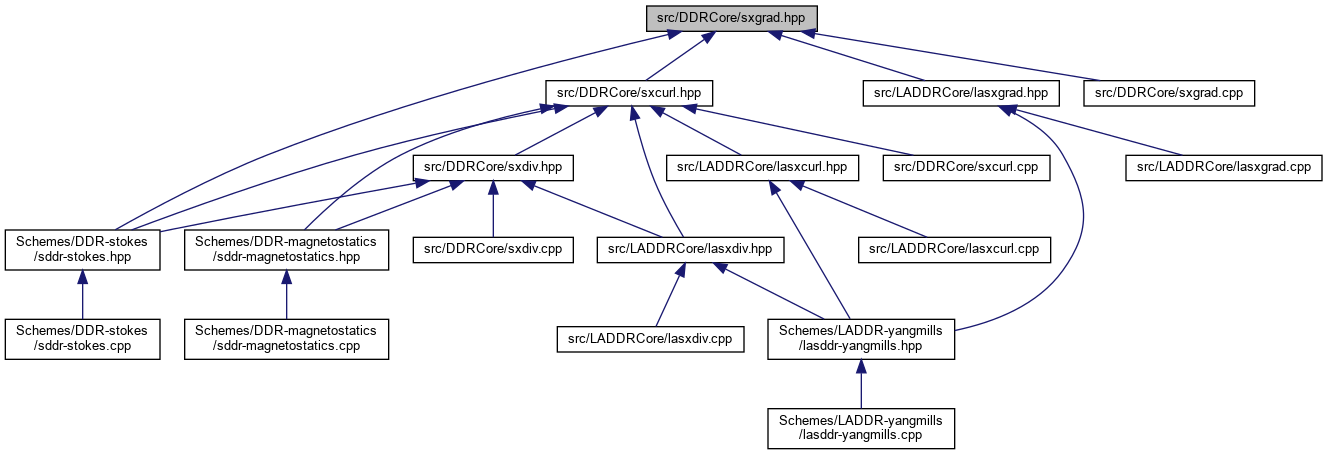 src/DDRCore/sxgrad.hpp
src/DDRCore/sxcurl.hpp
src/LADDRCore/lasxgrad.hpp
src/DDRCore/sxgrad.cpp
src/DDRCore/sxdiv.hpp
src/LADDRCore/lasxcurl.hpp
src/DDRCore/sxcurl.cpp
src/LADDRCore/lasxgrad.cpp
Schemes/DDR-stokes
/sddr-stokes.hpp
Schemes/DDR-magnetostatics
/sddr-magnetostatics.hpp
src/DDRCore/sxdiv.cpp
src/LADDRCore/lasxdiv.hpp
src/LADDRCore/lasxcurl.cpp
Schemes/DDR-stokes
/sddr-stokes.cpp
Schemes/DDR-magnetostatics
/sddr-magnetostatics.cpp
src/LADDRCore/lasxdiv.cpp
Schemes/LADDR-yangmills
/lasddr-yangmills.hpp
Schemes/LADDR-yangmills
/lasddr-yangmills.cpp